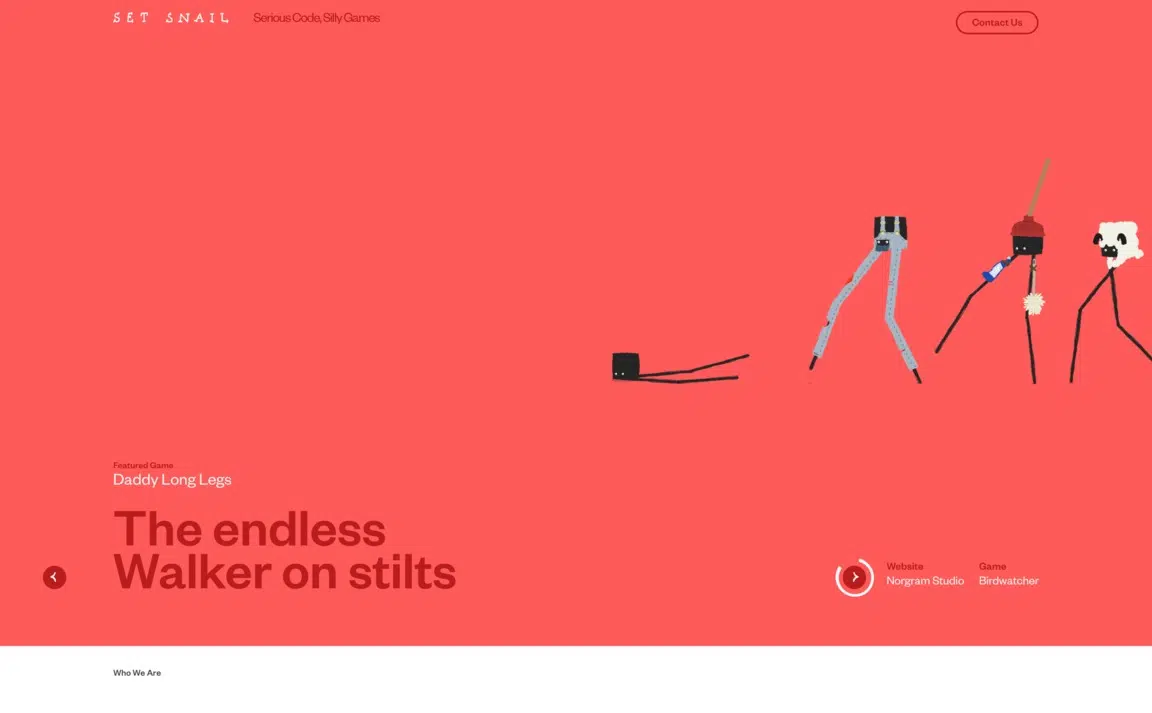 SET SNAIL
Serious Code, Silly Games
Contact Us
Featured Game
Daddy Long Legs
The endless
Walker on stilts
Website
Norgram Studio
Game
Birdwatcher
Who We Are